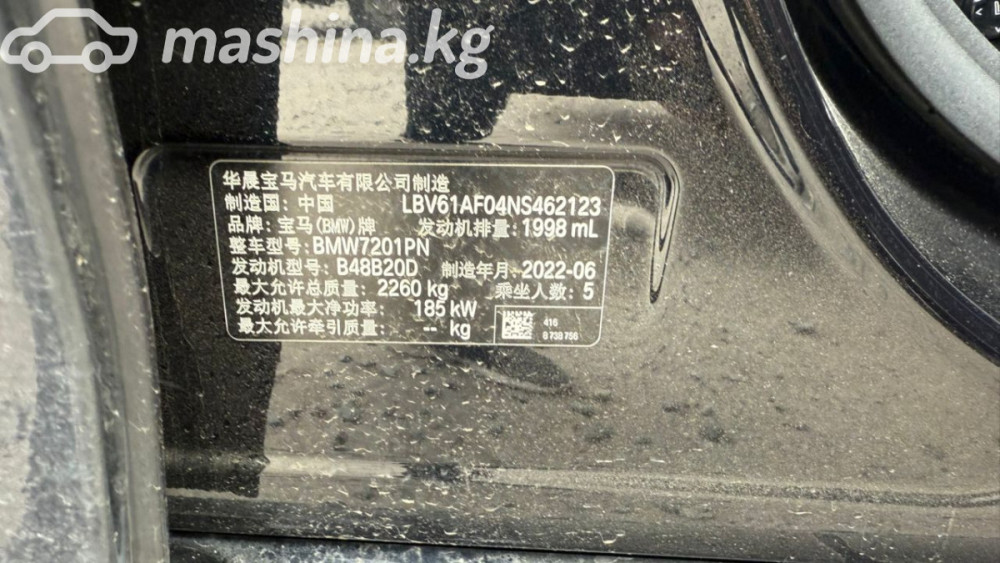 mashina.kg
华晨宝马汽车有限公司制造
制造国: 中国 LBV61AF04NS462123
品牌: 宝马(BMW)牌 发动机排量: 1998 mL
整车型号: BMW7201PN
发动机型号: B48B20D 制造年月: 2022-06
最大允许总质量: 2260 kg 乘坐人数: 5
发动机最大净功率: 185 kW
最大允许牵引质量: -- kg
416
8 738 756